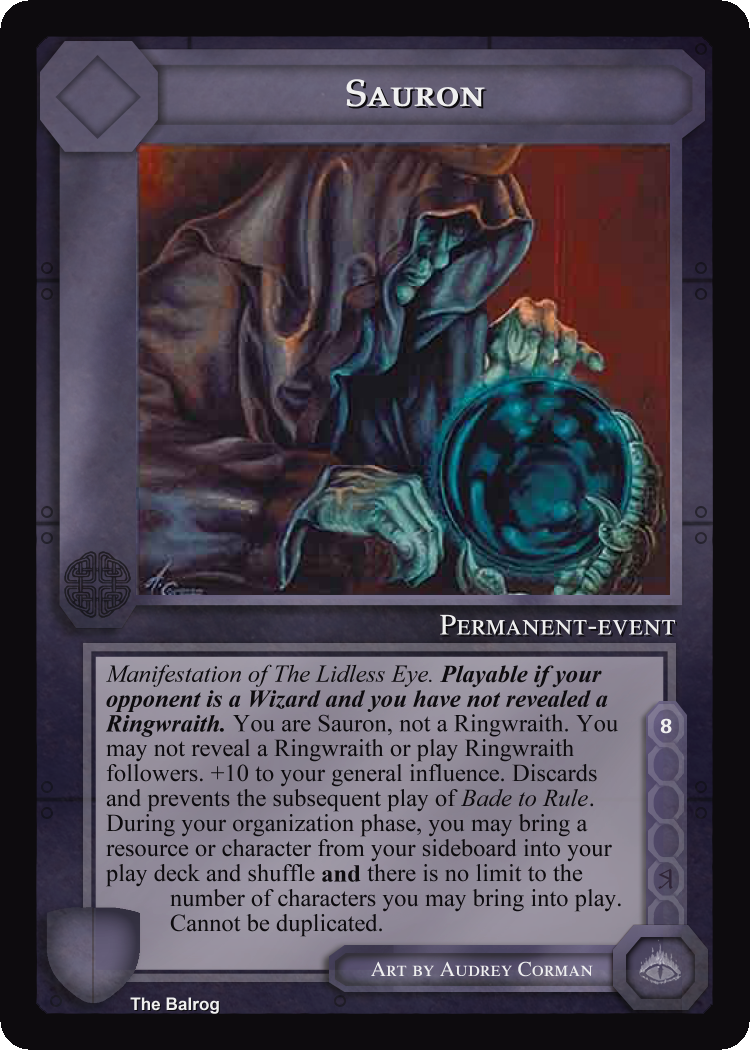 Sauron
A. Corman
Permanent-event
Manifestation of The Lidless Eye. Playable if your
opponent is a Wizard and you have not revealed a
Ringwraith. You are Sauron, not a Ringwraith. You
may not reveal a Ringwraith or play Ringwraith
followers. +10 to your general influence. Discards
and prevents the subsequent play of Bade to Rule.
During your organization phase, you may bring a
resource or character from your sideboard into your
play deck and shuffle and there is no limit to the
number of characters you may bring into play.
Cannot be duplicated.
8
Art by Audrey Corman
The Balrog